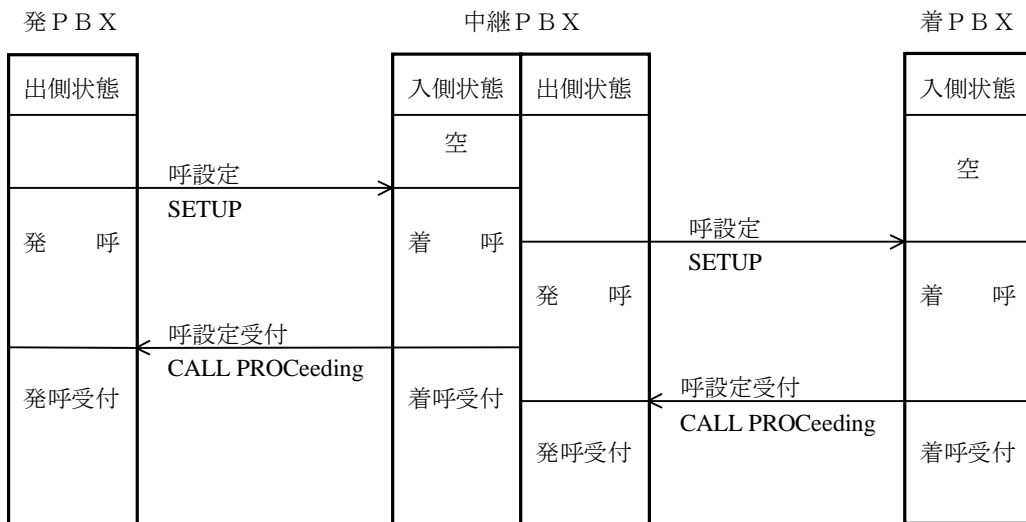 発ＰＢＸ
中継ＰＢＸ
着ＰＢＸ
出側状態
入側状態
出側状態
入側状態
空
空
呼設定
SETUP
発　　呼
着　　呼
呼設定
SETUP
発　　呼
着　　呼
呼設定受付
CALL PROCeeding
発呼受付
着呼受付
呼設定受付
CALL PROCeeding
発呼受付
着呼受付